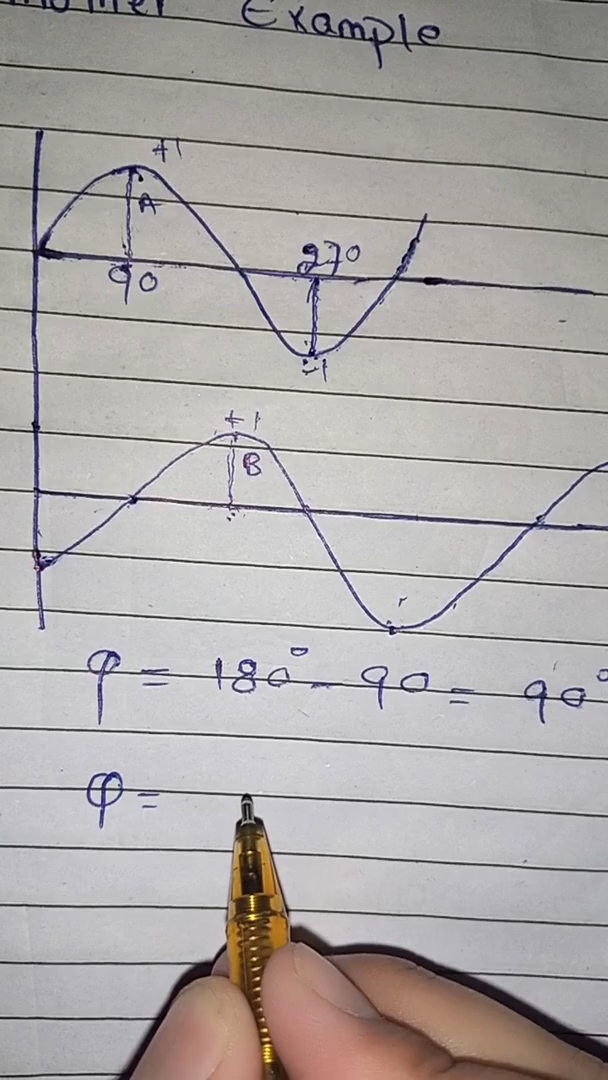 Example
+1
A
90
270
-1
+1
B
φ = 180° - 90 = 90°
φ =